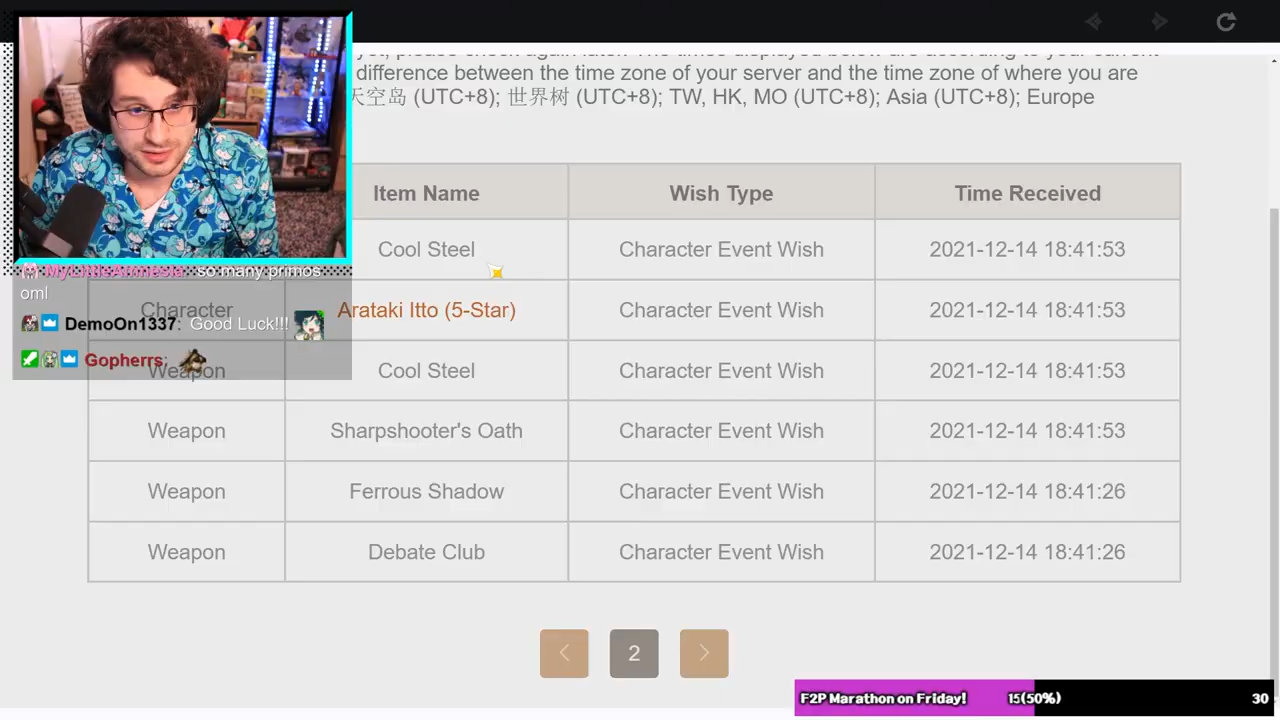 difference between the time zone of your server and the time zone of where you are
天空岛 (UTC+8); 世界树 (UTC+8); TW, HK, MO (UTC+8); Asia (UTC+8); Europe
Item Name Wish Type Time Received
Cool Steel Character Event Wish 2021-12-14 18:41:53
MyLittleAmnesia: so many primos
oml
Character Arataki Itto (5-Star) Character Event Wish 2021-12-14 18:41:53
DemoOn1337: Good Luck!!!
Gopherrs:
Weapon Cool Steel Character Event Wish 2021-12-14 18:41:53
Weapon Sharpshooter's Oath Character Event Wish 2021-12-14 18:41:53
Weapon Ferrous Shadow Character Event Wish 2021-12-14 18:41:26
Weapon Debate Club Character Event Wish 2021-12-14 18:41:26
2
F2P Marathon on Friday! 15(50%) 30